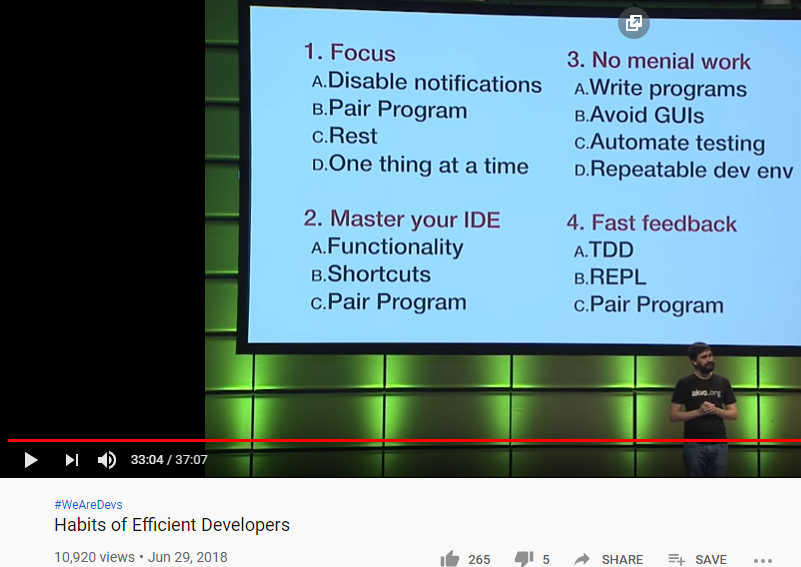 1. Focus
A.Disable notifications
B.Pair Program
C.Rest
D.One thing at a time
2. Master your IDE
A.Functionality
B.Shortcuts
C.Pair Program
3. No menial work
A.Write programs
B.Avoid GUIs
C.Automate testing
D.Repeatable dev env
4. Fast feedback
A.TDD
B.REPL
C.Pair Program
akvo.org
33:04 / 37:07
#WeAreDevs
Habits of Efficient Developers
10,920 views • Jun 29, 2018
265
5
SHARE
SAVE